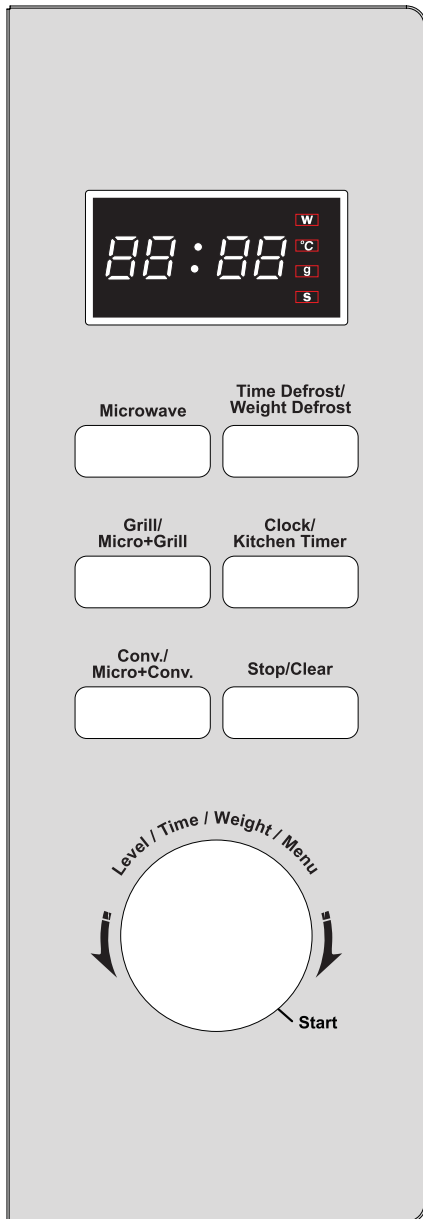 88:88
W
°C
g
S
Microwave
Time Defrost/
Weight Defrost
Grill/
Micro+Grill
Clock/
Kitchen Timer
Conv./
Micro+Conv.
Stop/Clear
Level / Time / Weight / Menu
Start